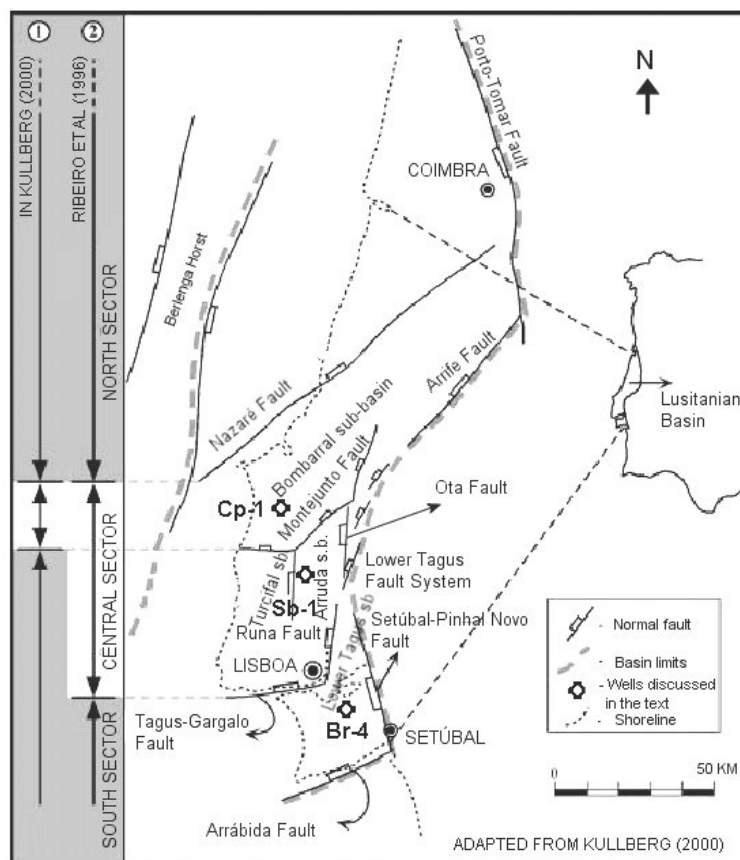 1
2
IN KULLBERG (2000)
RIBEIRO ET AL (1996)
NORTH SECTOR
CENTRAL SECTOR
SOUTH SECTOR
Porto-Tomar Fault
N
COIMBRA
Berlenga Horst
Nazaré Fault
Arrife Fault
Lusitanian
Basin
Bombarral sub-basin
Montejunto Fault
Cp-1
Ota Fault
Turcifal sb
Arruda s.b.
Sb-1
Lower Tagus
Fault System
Runa Fault
Lower Tagus sb
Setúbal-Pinhal Novo
Fault
LISBOA
Tagus-Gargalo
Fault
Br-4
SETÚBAL
Arrábida Fault
- Normal fault
- Basin limits
- Wells discussed
in the text
- Shoreline
0
50 KM
ADAPTED FROM KULLBERG (2000)